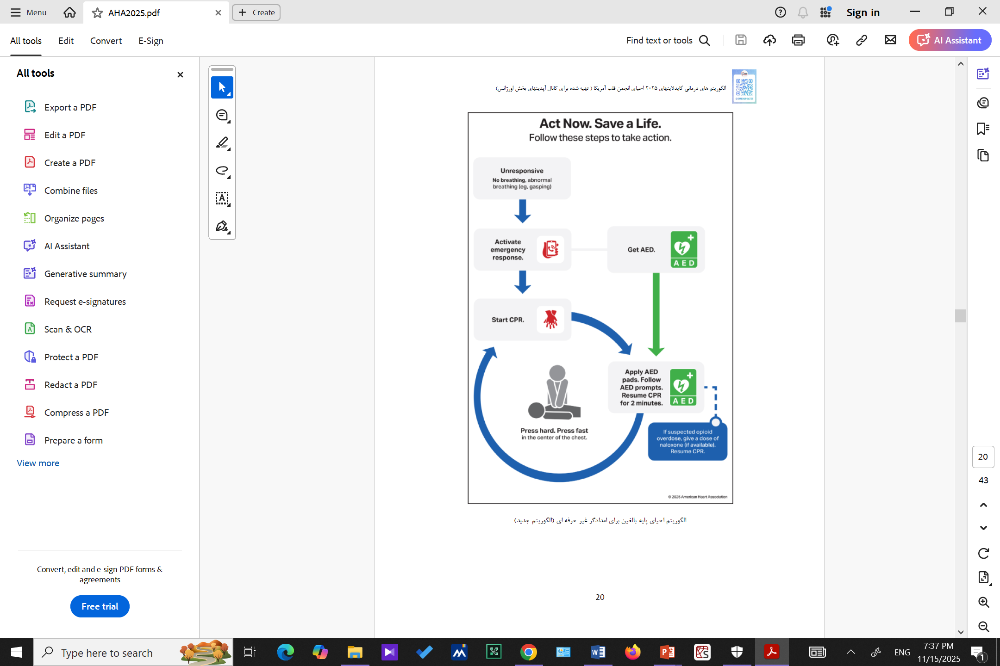 Menu
AHA2025.pdf
Create
Sign in
All tools
Edit
Convert
E-Sign
Find text or tools
AI Assistant
All tools
Export a PDF
Edit a PDF
Create a PDF
Combine files
Organize pages
AI Assistant
Generative summary
Request e-signatures
Scan & OCR
Protect a PDF
Redact a PDF
Compress a PDF
Prepare a form
View more
Convert, edit and e-sign PDF forms &
agreements
Free trial
الگوریتم های درمانی گایدلاینهای ۲۰۲۵ احیای انجمن قلب آمریکا ( تهیه شده برای کانال آپدیتهای بخش اورژانس)
@EMEDUPDATES
Act Now. Save a Life.
Follow these steps to take action.
Unresponsive
No breathing, abnormal
breathing (eg, gasping)
Activate
emergency
response.
Get AED.
AED
Start CPR.
Apply AED
pads. Follow
AED prompts.
Resume CPR
for 2 minutes.
AED
Press hard. Press fast
in the center of the chest.
If suspected opioid
overdose, give a dose of
naloxone (if available).
Resume CPR.
© 2025 American Heart Association
الگوریتم احیای پایه بالغین برای امدادگر غیر حرفه ای (الگوریتم جدید)
20
20
43
Type here to search
ENG
7:37 PM
11/15/2025
1